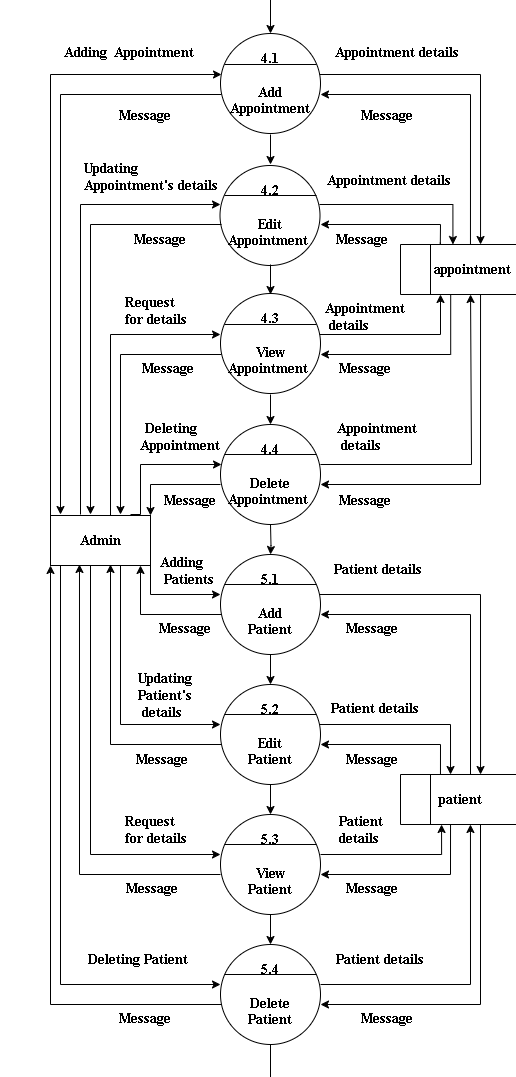 Adding Appointment
4.1
Appointment details
Add
Appointment
Message
Message
Updating
Appointment's details
4.2
Appointment details
Edit
Appointment
Message
Message
appointment
Request
for details
4.3
Appointment
details
View
Appointment
Message
Message
Deleting
Appointment
4.4
Appointment
details
Delete
Appointment
Message
Message
Admin
Adding
Patients
5.1
Patient details
Add
Patient
Message
Message
Updating
Patient's
details
5.2
Patient details
Edit
Patient
Message
Message
patient
Request
for details
5.3
Patient
details
View
Patient
Message
Message
Deleting Patient
5.4
Patient details
Delete
Patient
Message
Message